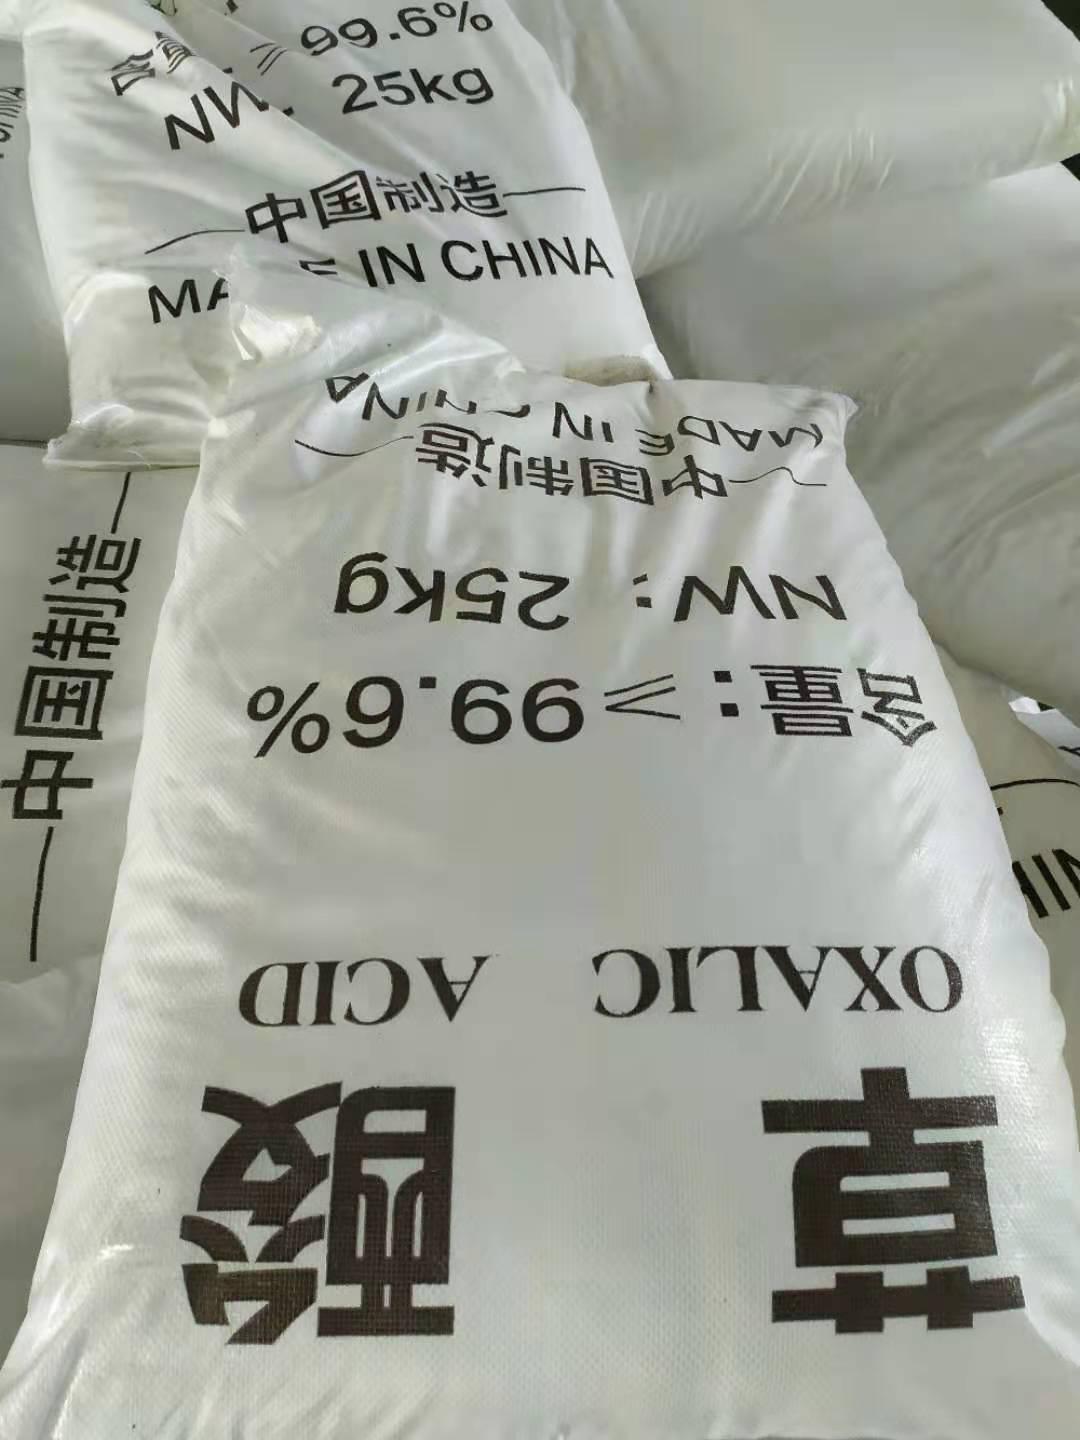 含量：≥99.6%
NW：25kg
中国制造
MADE IN CHINA
草酸
OXALIC ACID
含量：≥99.6%
NW：25kg
中国制造
MADE IN CHINA
中国制造